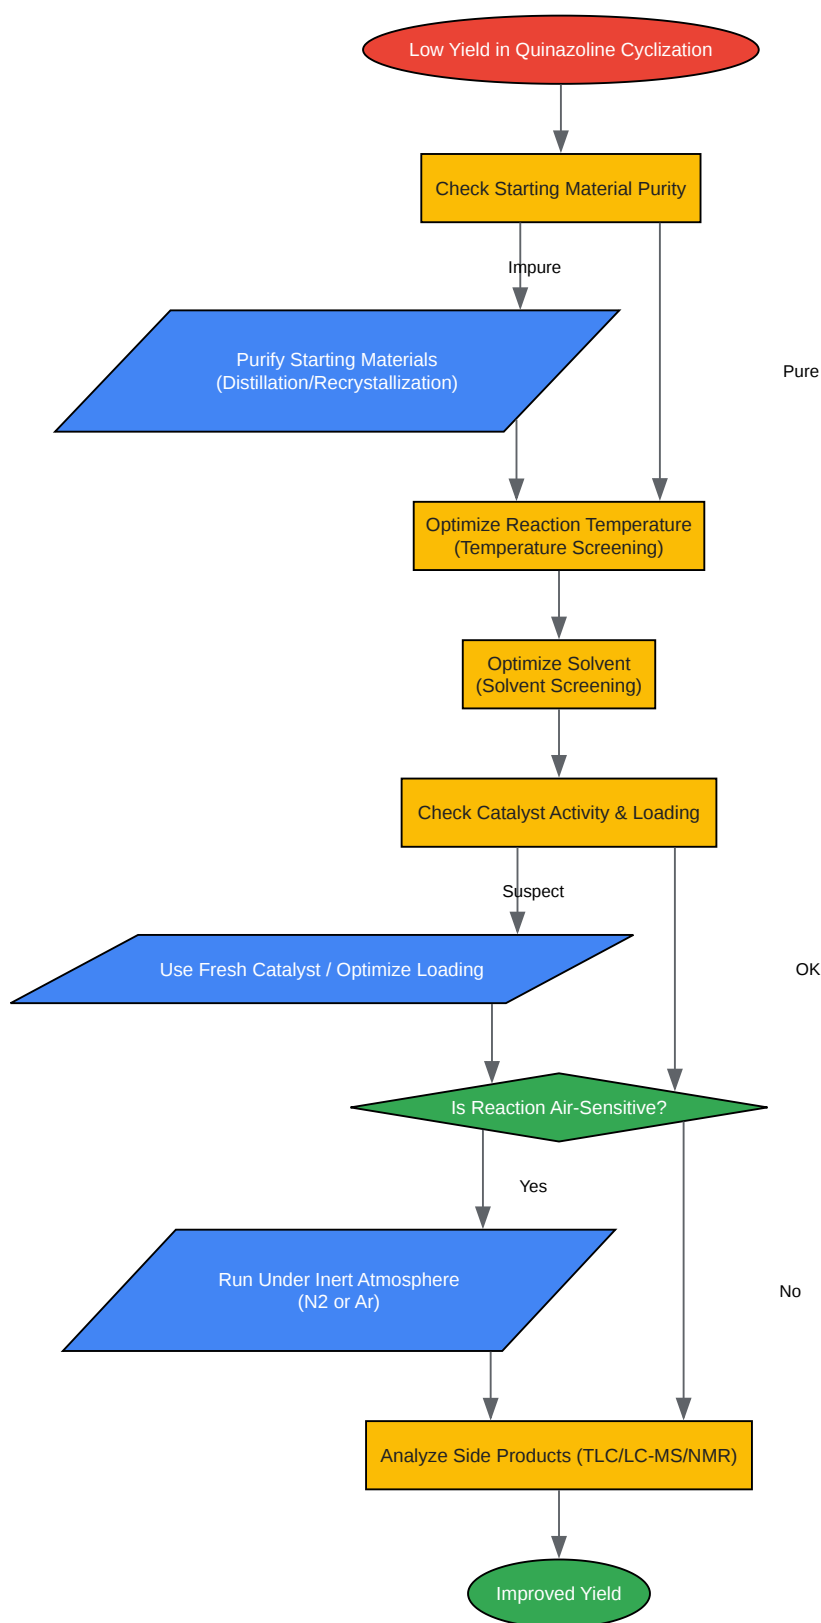 Low Yield in Quinazoline Cyclization
Check Starting Material Purity
Impure
Purify Starting Materials
(Distillation/Recrystallization)
Pure
Optimize Reaction Temperature
(Temperature Screening)
Optimize Solvent
(Solvent Screening)
Check Catalyst Activity & Loading
Suspect
Use Fresh Catalyst / Optimize Loading
OK
Is Reaction Air-Sensitive?
Yes
Run Under Inert Atmosphere
(N2 or Ar)
No
Analyze Side Products (TLC/LC-MS/NMR)
Improved Yield